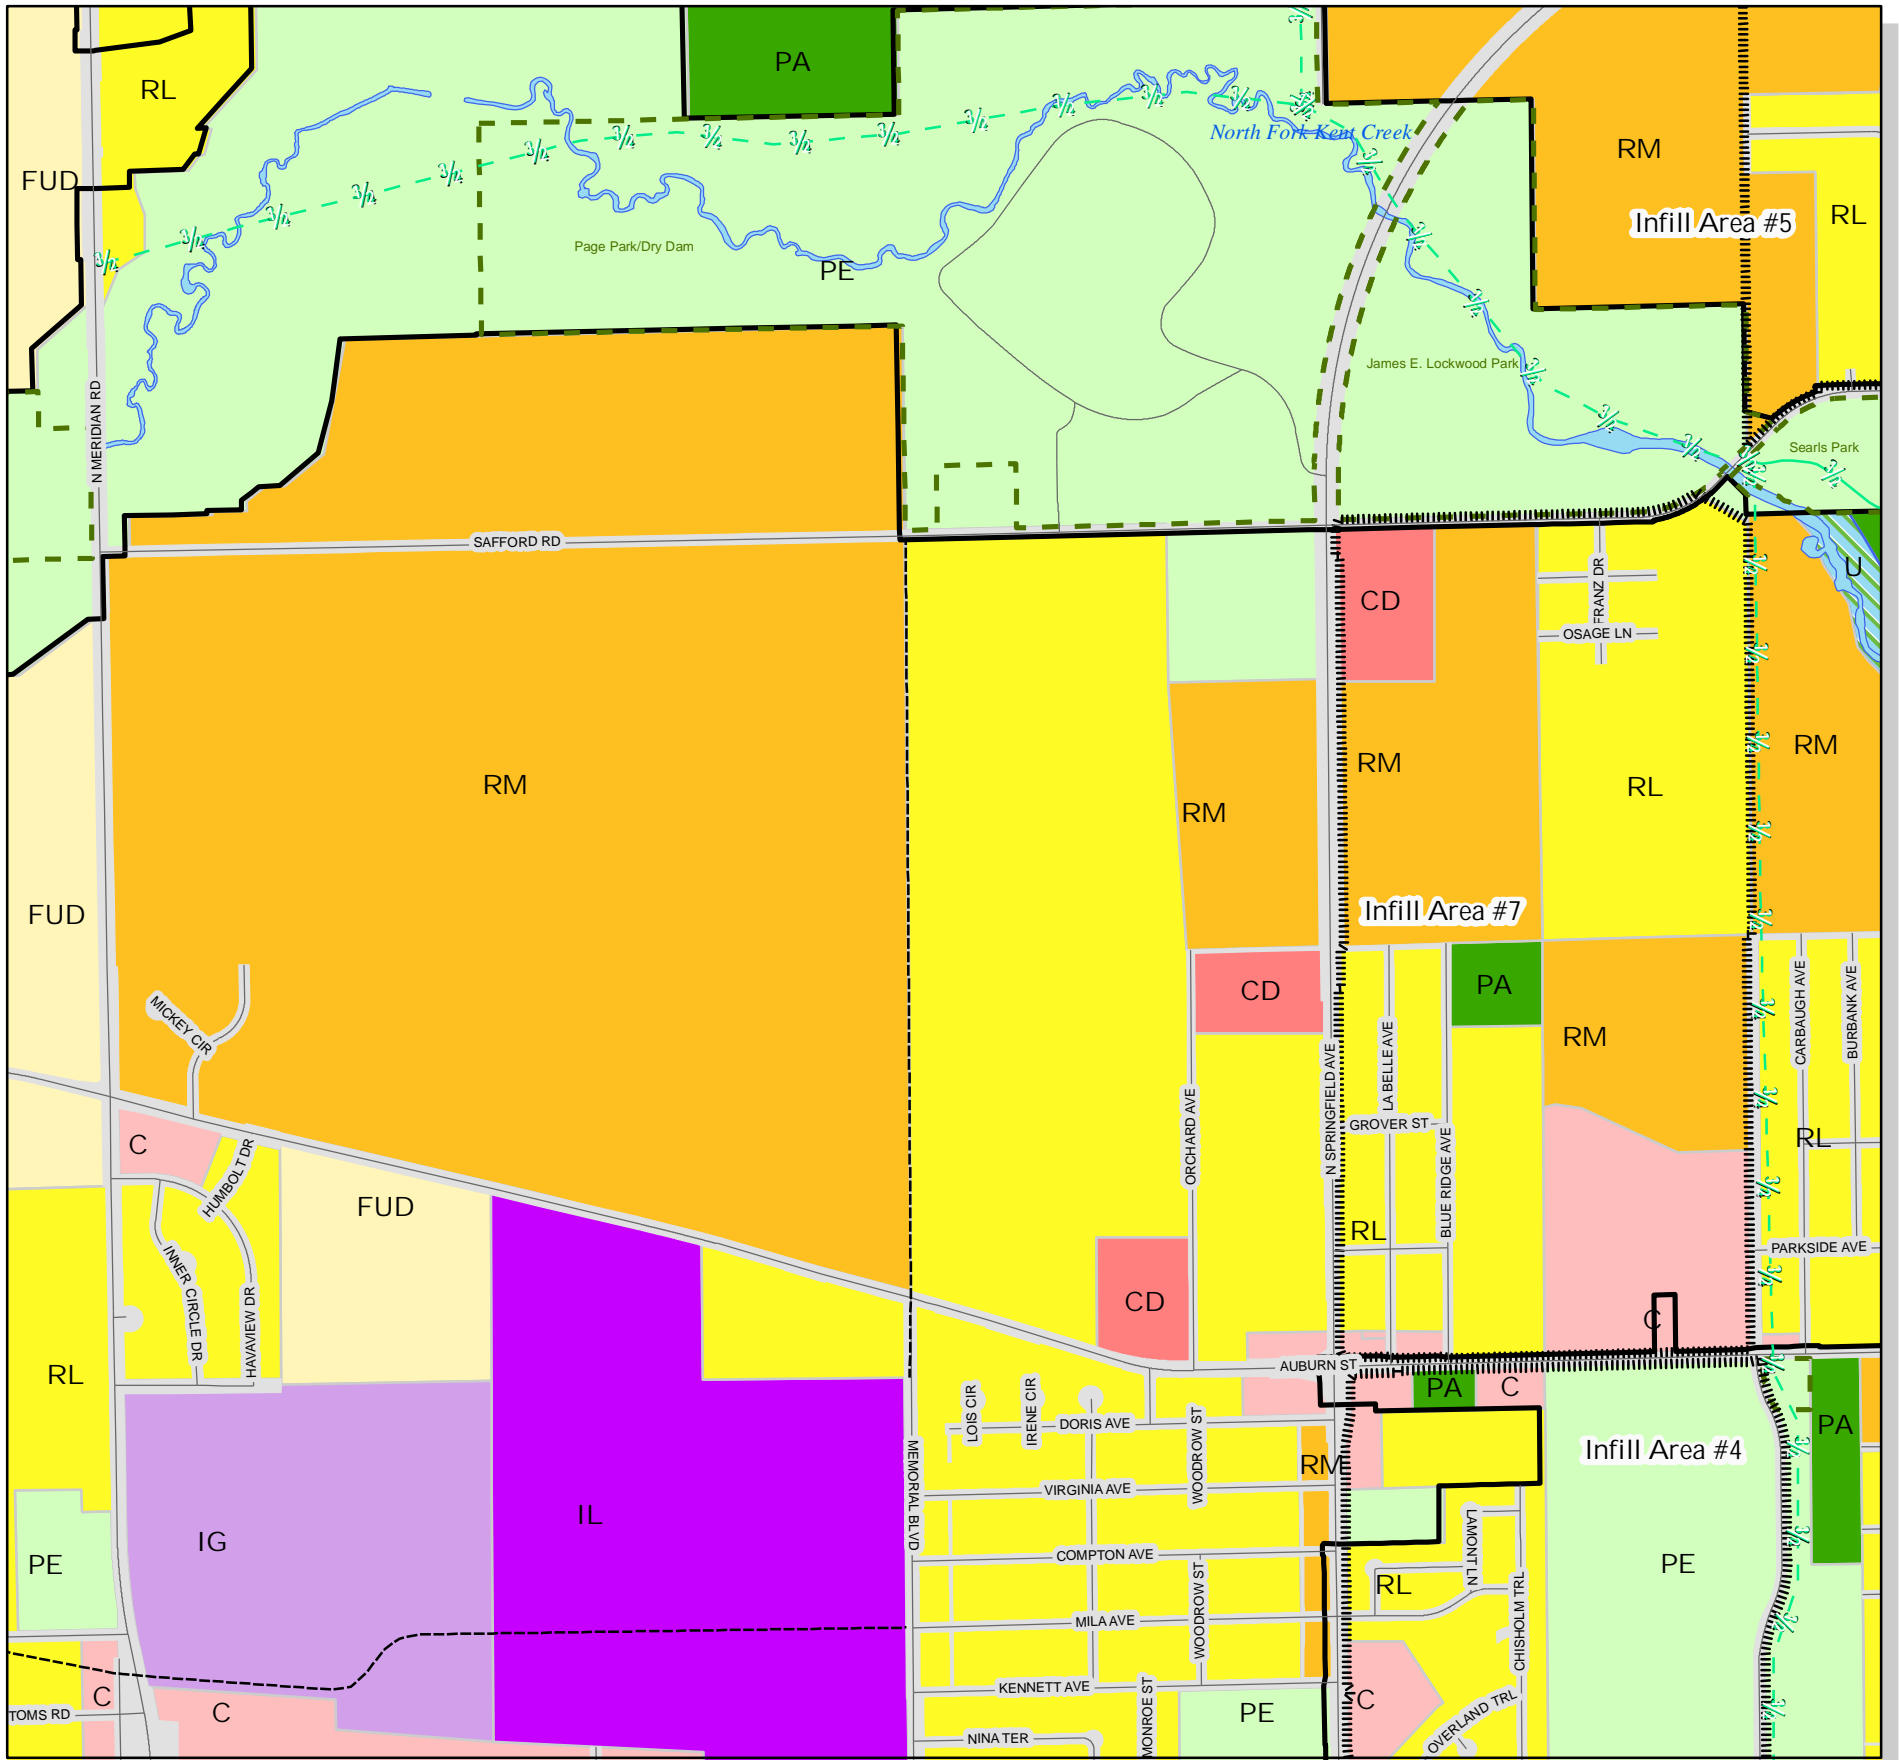 PA
RL
North Fork Kent Creek
RM
FUD
RL
Infill Area #5
Page Park/Dry Dam
PE
James E. Lockwood Park
N MERIDIAN RD
Searls Park
SAFFORD RD
U
FRANZ DR
CD
OSAGE LN
RM
RM
RM
RL
RM
FUD
Infill Area #7
CD
PA
MICKEY CIR
RM
CARBAUGH AVE
BURBANK AVE
LA BELLE AVE
N SPRINGFIELD AVE
ORCHARD AVE
GROVER ST
BLUE RIDGE AVE
RL
C
HUMBOLT DR
FUD
RL
PARKSIDE AVE
INNER CIRCLE DR
HAVAVIEW DR
CD
C
AUBURN ST
RL
PA
C
LOIS CIR
IRENE CIR
DORIS AVE
WOODROW ST
PA
Infill Area #4
RM
MEMORIAL BLVD
VIRGINIA AVE
IL
IG
LAMONT LN
COMPTON AVE
PE
PE
RL
WOODROW ST
CHISHOLM TRL
MILA AVE
KENNETT AVE
C
C
C
TOMS RD
PE
MONROE ST
OVERLAND TRL
NINA TER